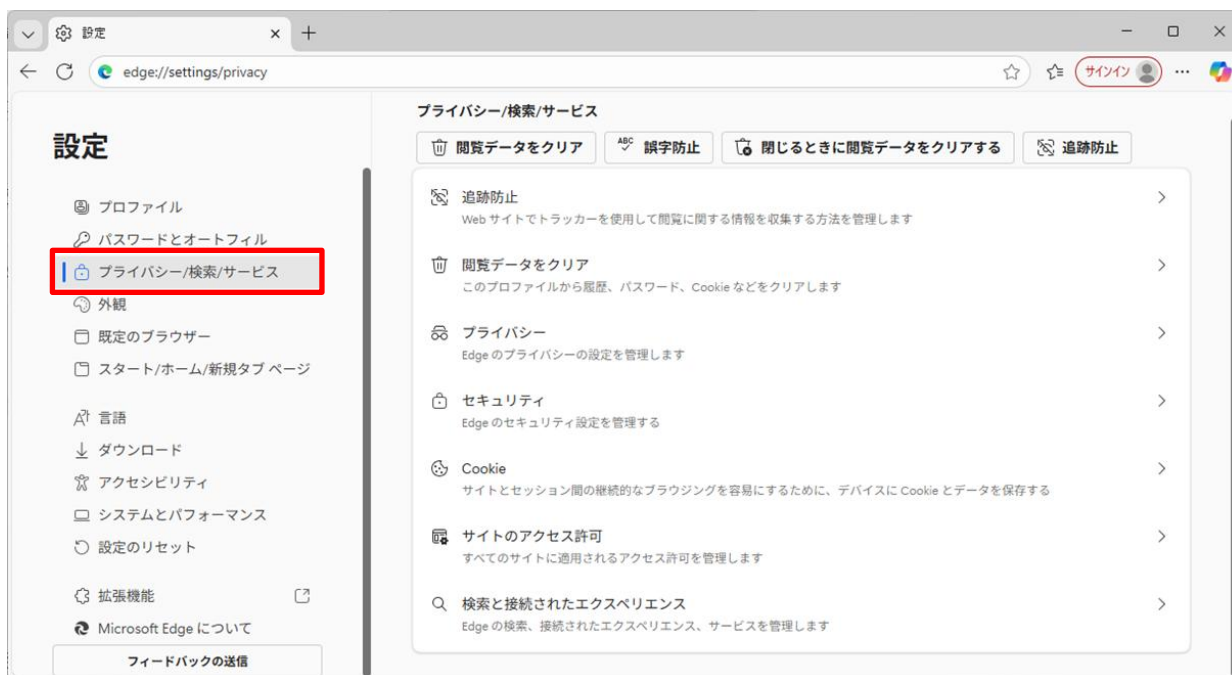 設定
edge://settings/privacy
サインイン
設定
プロファイル
パスワードとオートフィル
プライバシー/検索/サービス
外観
既定のブラウザー
スタート/ホーム/新規タブ ページ
言語
ダウンロード
アクセシビリティ
システムとパフォーマンス
設定のリセット
拡張機能
Microsoft Edge について
フィードバックの送信
プライバシー/検索/サービス
閲覧データをクリア
ABC 誤字防止
閉じるときに閲覧データをクリアする
追跡防止
追跡防止
Web サイトでトラッカーを使用して閲覧に関する情報を収集する方法を管理します
閲覧データをクリア
このプロファイルから履歴、パスワード、Cookie などをクリアします
プライバシー
Edge のプライバシーの設定を管理します
セキュリティ
Edge のセキュリティ設定を管理する
Cookie
サイトとセッション間の継続的なブラウジングを容易にするために、デバイスに Cookie とデータを保存する
サイトのアクセス許可
すべてのサイトに適用されるアクセス許可を管理します
検索と接続されたエクスペリエンス
Edge の検索、接続されたエクスペリエンス、サービスを管理します